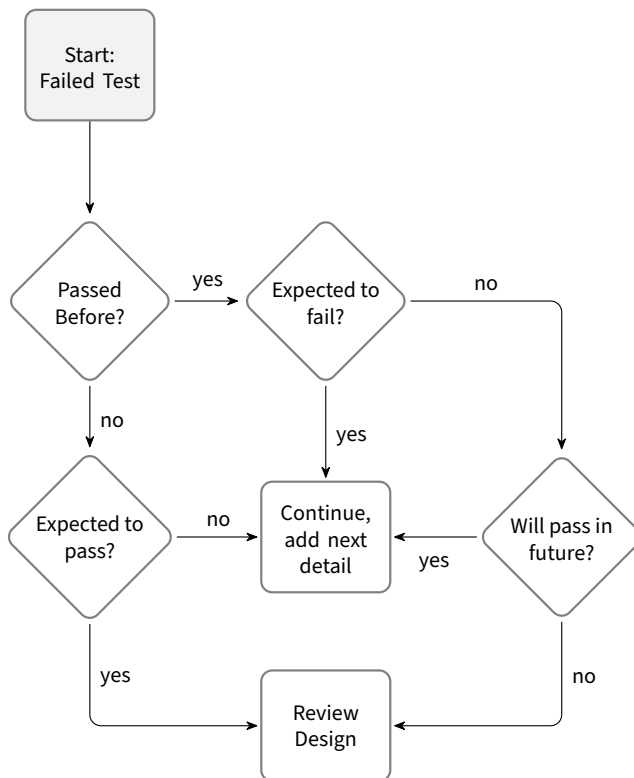 Start:
Failed Test
Passed
Before?
yes
Expected to
fail?
no
no
yes
Expected to
pass?
no
Continue,
add next
detail
yes
Will pass in
future?
yes
Review
Design
no